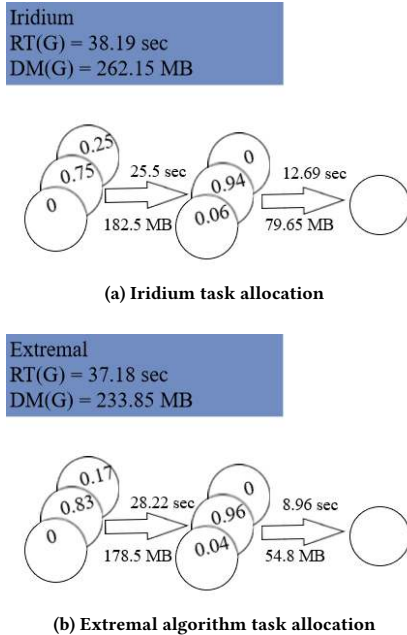 Iridium
RT(G) = 38.19 sec
DM(G) = 262.15 MB
0.25
0.75
0
25.5 sec
182.5 MB
0
0.94
0.06
12.69 sec
79.65 MB
(a) Iridium task allocation
Extremal
RT(G) = 37.18 sec
DM(G) = 233.85 MB
0.17
0.83
0
28.22 sec
178.5 MB
0
0.96
0.04
8.96 sec
54.8 MB
(b) Extremal algorithm task allocation